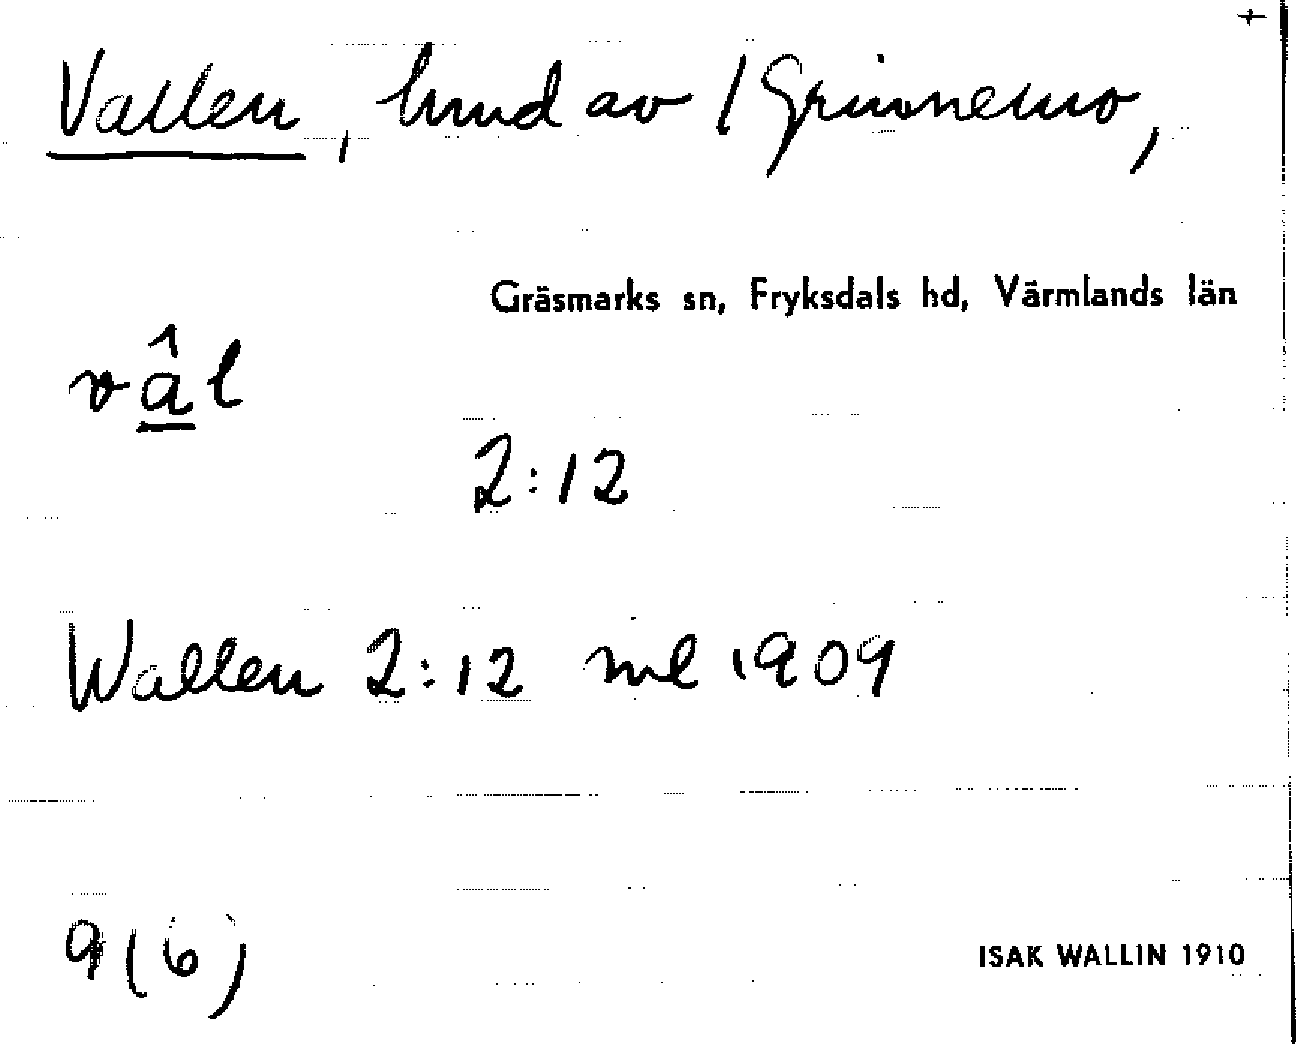 +
Vallen, hmd av 1 Grinnemo,
Gräsmarks sn, Fryksdals hd, Värmlands län
vâl
2:12
Wallen 2:12 ml 1909
9(6)
ISAK WALLIN 1910